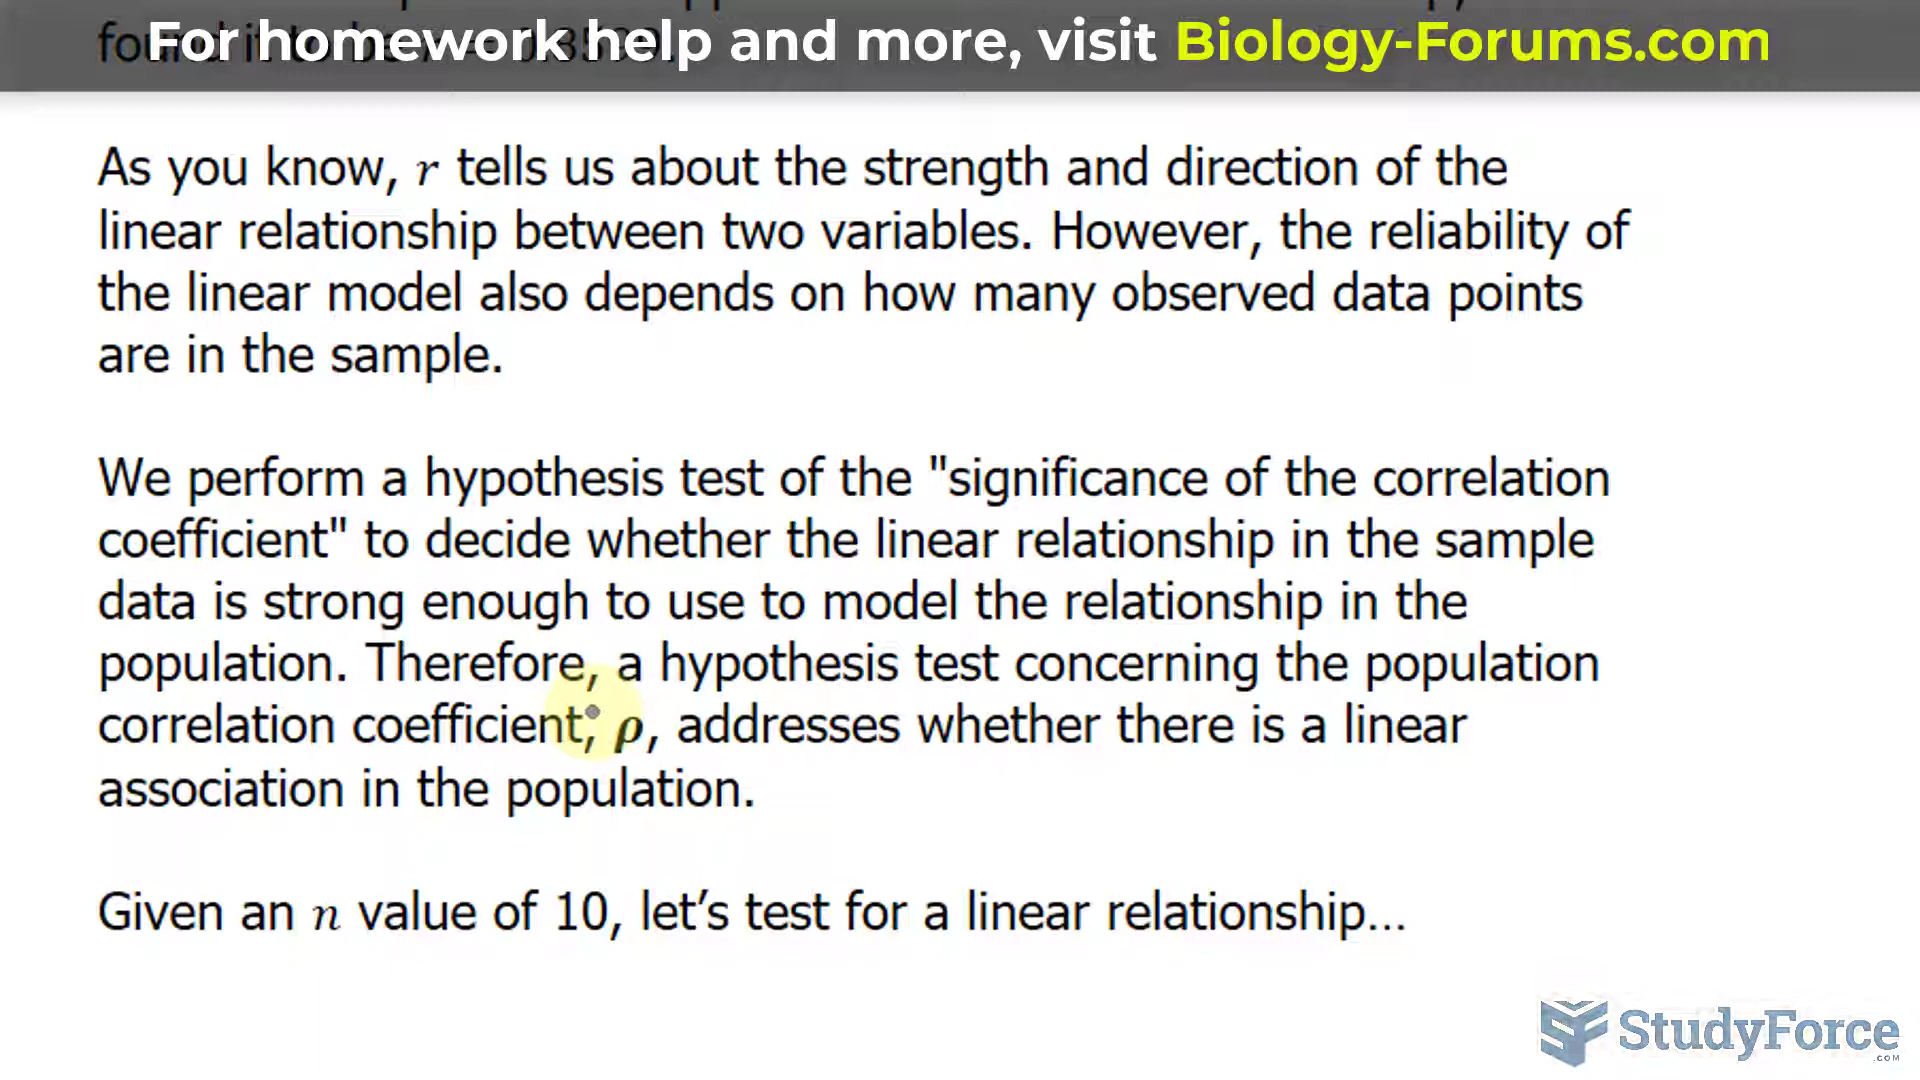 For homework help and more, visit Biology-Forums.com
As you know, r tells us about the strength and direction of the
linear relationship between two variables. However, the reliability of
the linear model also depends on how many observed data points
are in the sample.
We perform a hypothesis test of the "significance of the correlation
coefficient" to decide whether the linear relationship in the sample
data is strong enough to use to model the relationship in the
population. Therefore, a hypothesis test concerning the population
correlation coefficient, ρ, addresses whether there is a linear
association in the population.
Given an n value of 10, let’s test for a linear relationship…
StudyForce
.COM